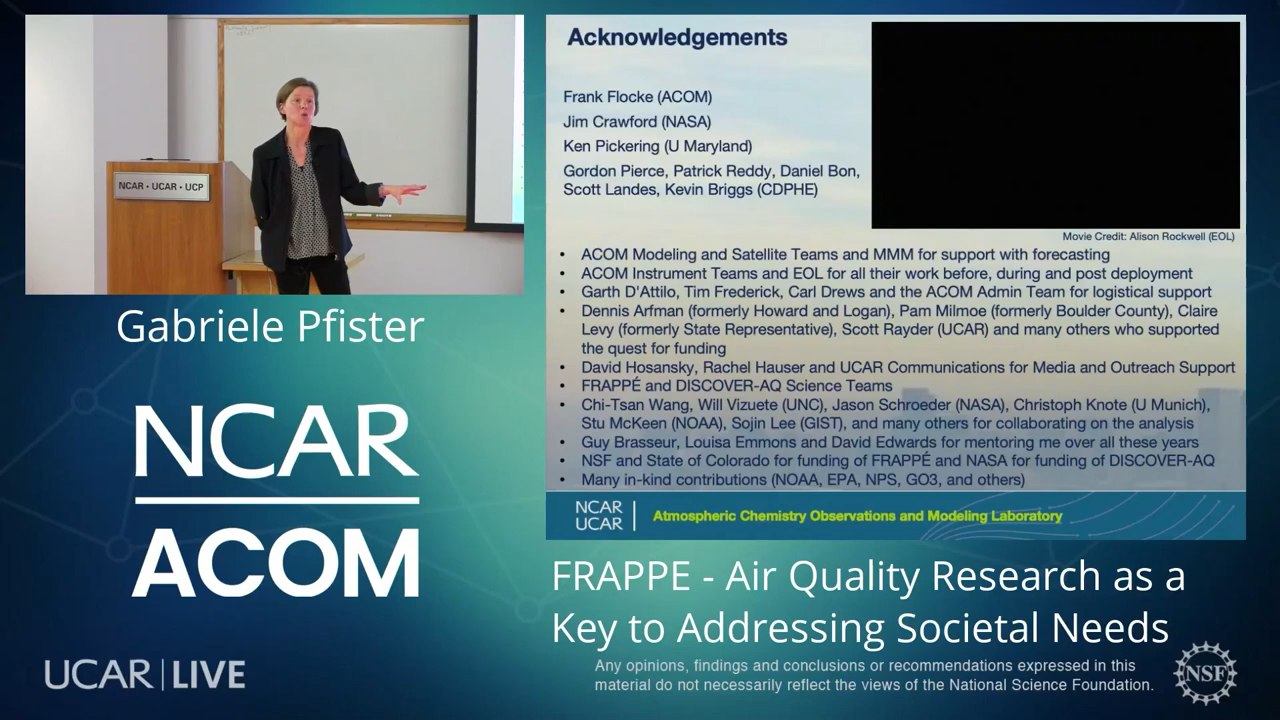 NCAR • UCAR • UCP
Gabriele Pfister
NCAR
ACOM
UCAR | LIVE
Acknowledgements
Frank Flocke (ACOM)
Jim Crawford (NASA)
Ken Pickering (U Maryland)
Gordon Pierce, Patrick Reddy, Daniel Bon,
Scott Landes, Kevin Briggs (CDPHE)
Movie Credit: Alison Rockwell (EOL)
• ACOM Modeling and Satellite Teams and MMM for support with forecasting
• ACOM Instrument Teams and EOL for all their work before, during and post deployment
• Garth D'Attilo, Tim Frederick, Carl Drews and the ACOM Admin Team for logistical support
• Dennis Arfman (formerly Howard and Logan), Pam Milmoe (formerly Boulder County), Claire
Levy (formerly State Representative), Scott Rayder (UCAR) and many others who supported
the quest for funding
• David Hosansky, Rachel Hauser and UCAR Communications for Media and Outreach Support
• FRAPPÉ and DISCOVER-AQ Science Teams
• Chi-Tsan Wang, Will Vizuete (UNC), Jason Schroeder (NASA), Christoph Knote (U Munich),
Stu McKeen (NOAA), Sojin Lee (GIST), and many others for collaborating on the analysis
• Guy Brasseur, Louisa Emmons and David Edwards for mentoring me over all these years
• NSF and State of Colorado for funding of FRAPPÉ and NASA for funding of DISCOVER-AQ
• Many in-kind contributions (NOAA, EPA, NPS, GO3, and others)
NCAR
UCAR
Atmospheric Chemistry Observations and Modeling Laboratory
FRAPPE - Air Quality Research as a
Key to Addressing Societal Needs
Any opinions, findings and conclusions or recommendations expressed in this
material do not necessarily reflect the views of the National Science Foundation.
NSF